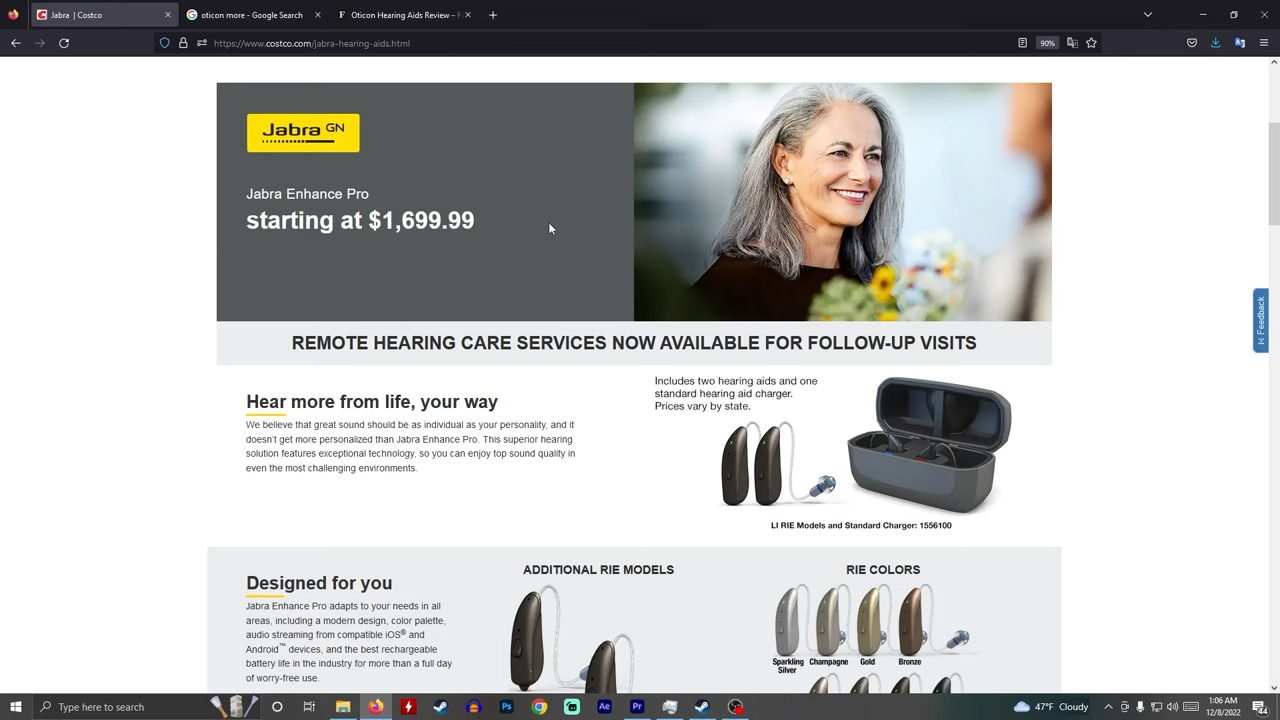 Jabra | Costco
oticon more - Google Search
Oticon Hearing Aids Review – F
https://www.costco.com/jabra-hearing-aids.html
90%
Jabra GN
Jabra Enhance Pro
starting at $1,699.99
REMOTE HEARING CARE SERVICES NOW AVAILABLE FOR FOLLOW-UP VISITS
Hear more from life, your way
We believe that great sound should be as individual as your personality, and it
doesn't get more personalized than Jabra Enhance Pro. This superior hearing
solution features exceptional technology, so you can enjoy top sound quality in
even the most challenging environments.
Includes two hearing aids and one
standard hearing aid charger.
Prices vary by state.
LI RIE Models and Standard Charger: 1556100
Feedback
Designed for you
Jabra Enhance Pro adapts to your needs in all
areas, including a modern design, color palette,
audio streaming from compatible iOS® and
Android™ devices, and the best rechargeable
battery life in the industry for more than a full day
of worry-free use.
ADDITIONAL RIE MODELS
RIE COLORS
Sparkling
Silver
Champagne
Gold
Bronze
Type here to search
Ps
Ae
Pr
47°F Cloudy
1:06 AM
12/8/2022
44